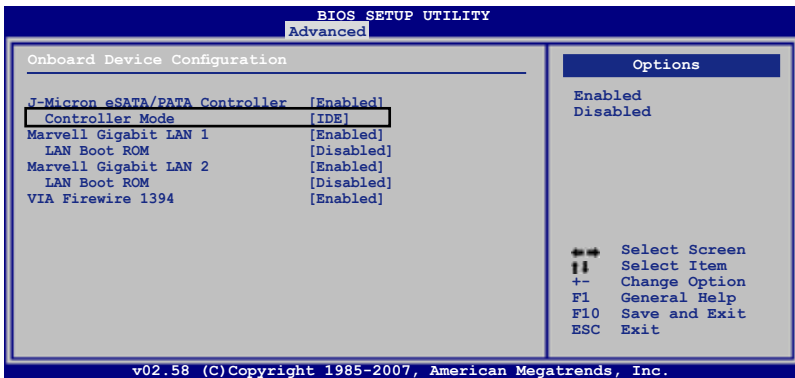 BIOS SETUP UTILITY
Advanced
Onboard Device Configuration
J-Micron eSATA/PATA Controller [Enabled]
Controller Mode [IDE]
Marvell Gigabit LAN 1 [Enabled]
LAN Boot ROM [Disabled]
Marvell Gigabit LAN 2 [Enabled]
LAN Boot ROM [Disabled]
VIA Firewire 1394 [Enabled]
Options
Enabled
Disabled
←→ Select Screen
↑↓ Select Item
+- Change Option
F1 General Help
F10 Save and Exit
ESC Exit
v02.58 (C)Copyright 1985-2007, American Megatrends, Inc.